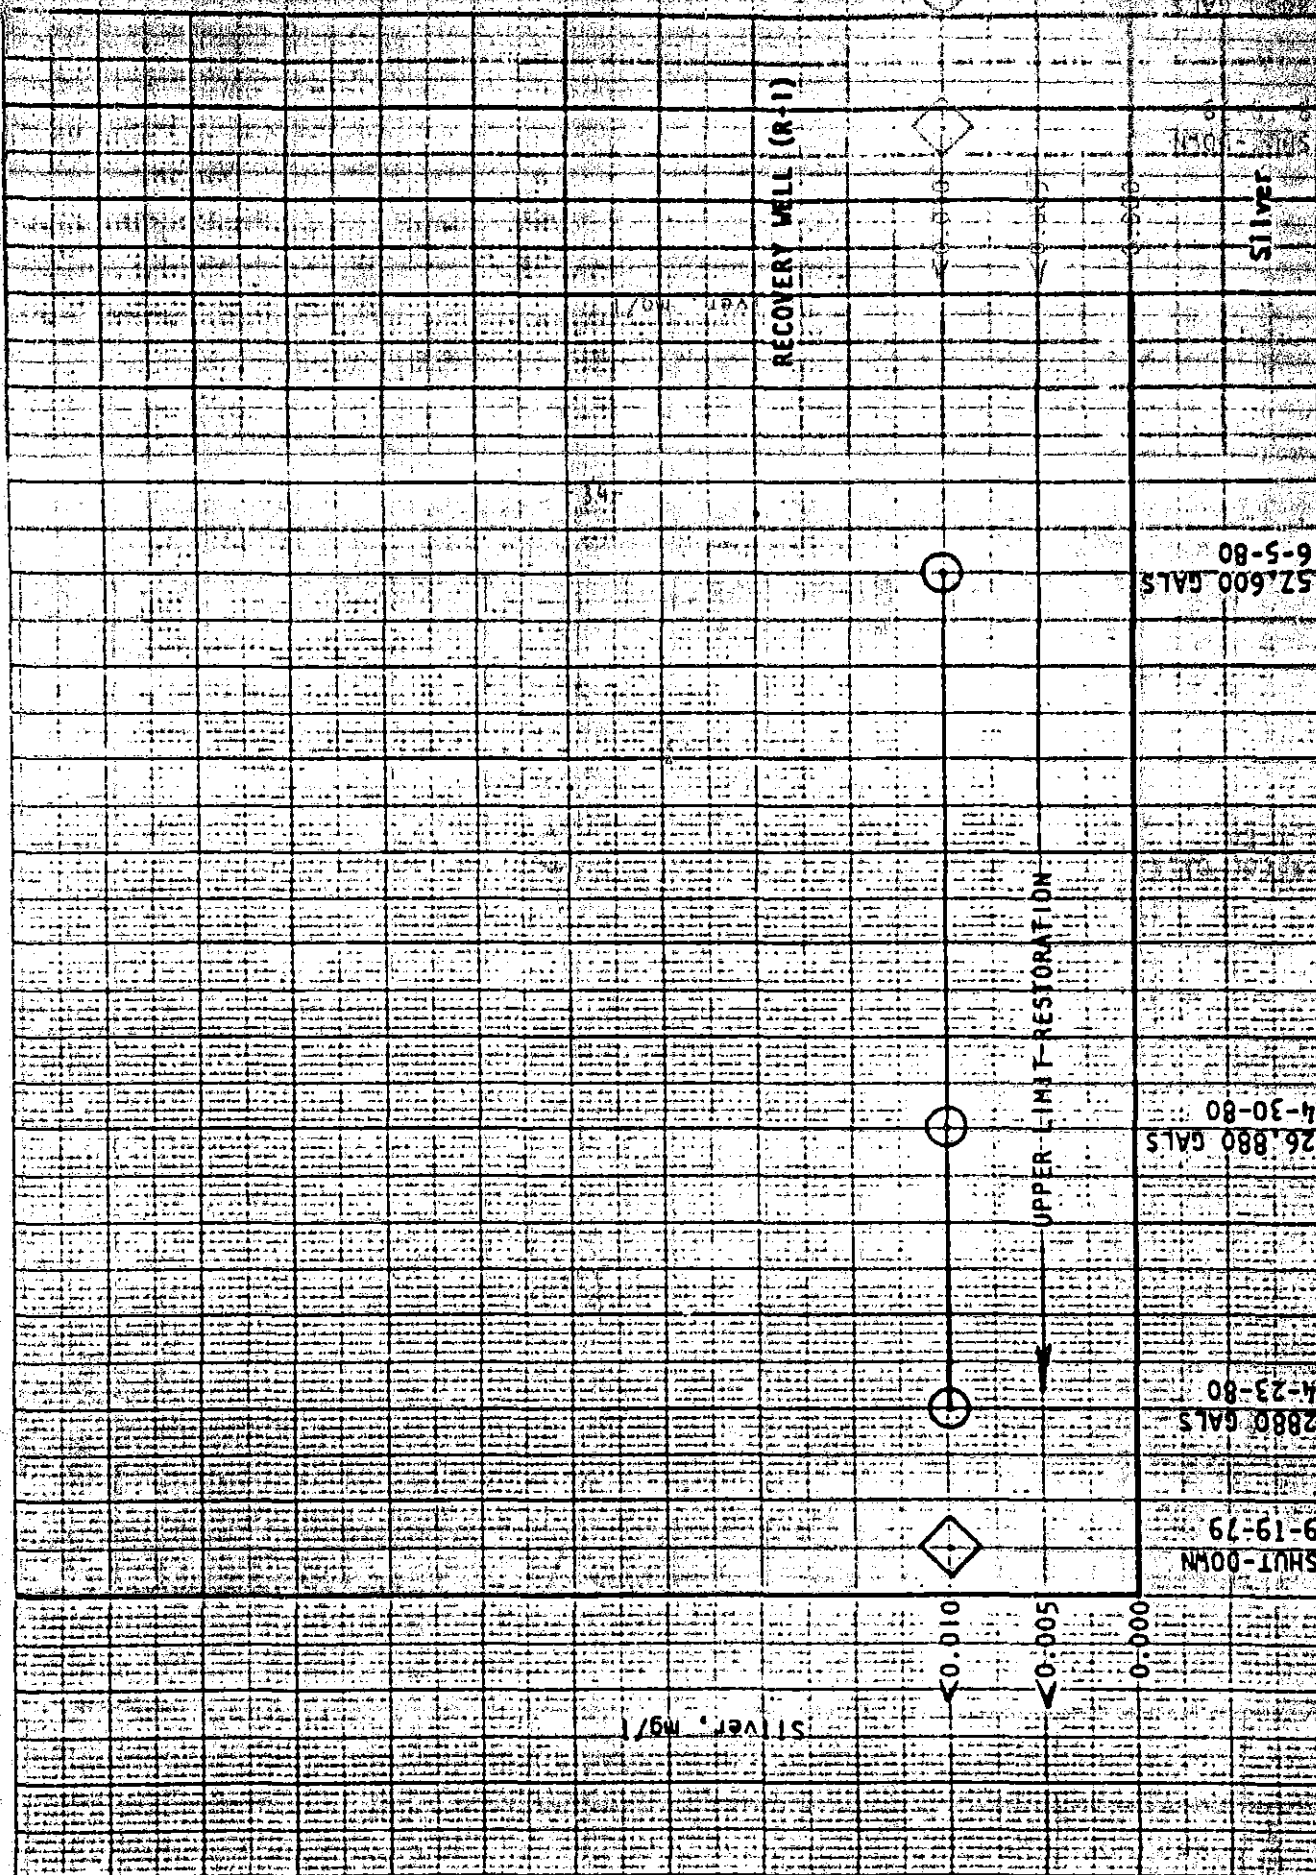 RECOVERY WELL (R-1)
Silver, mg/l
<0.010
<0.005
0.000
UPPER LIMIT-RESTORATION
SHUT-DOWN
9-19-79
2880 GALS
4-23-80
26,880 GALS
4-30-80
57,600 GALS
6-5-80
Silver